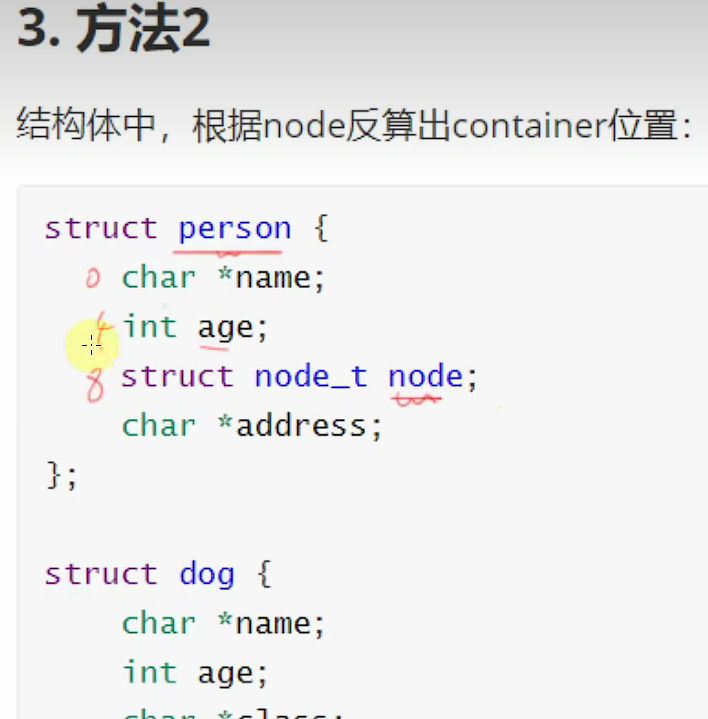 3. 方法2
结构体中，根据node反算出container位置：
struct person {
0 char *name;
4 int age;
8 struct node_t node;
char *address;
};
struct dog {
char *name;
int age;
char *class;